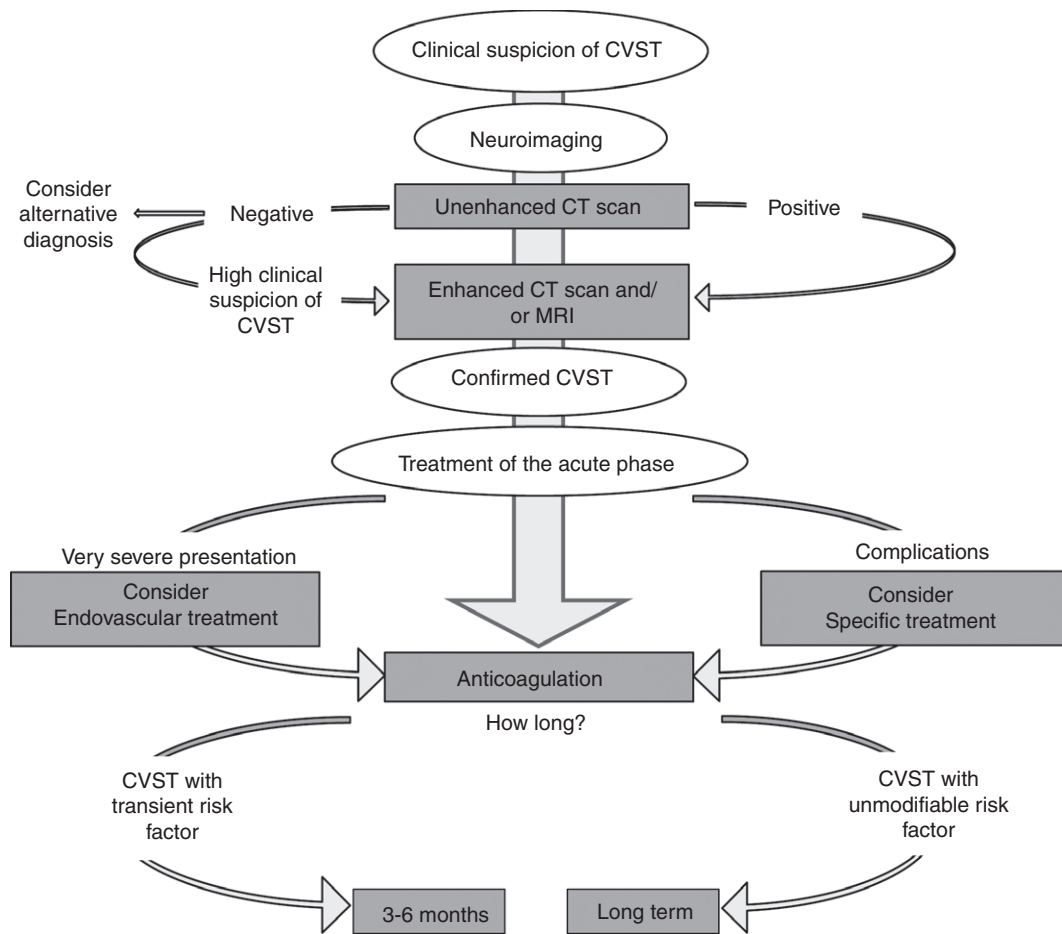 Clinical suspicion of CVST
Neuroimaging
Consider
alternative
diagnosis
Negative
Unenhanced CT scan
Positive
High clinical
suspicion of
CVST
Enhanced CT scan and/
or MRI
Confirmed CVST
Treatment of the acute phase
Very severe presentation
Consider
Endovascular treatment
Complications
Consider
Specific treatment
Anticoagulation
How long?
CVST with
transient risk
factor
CVST with
unmodifiable risk
factor
3-6 months
Long term